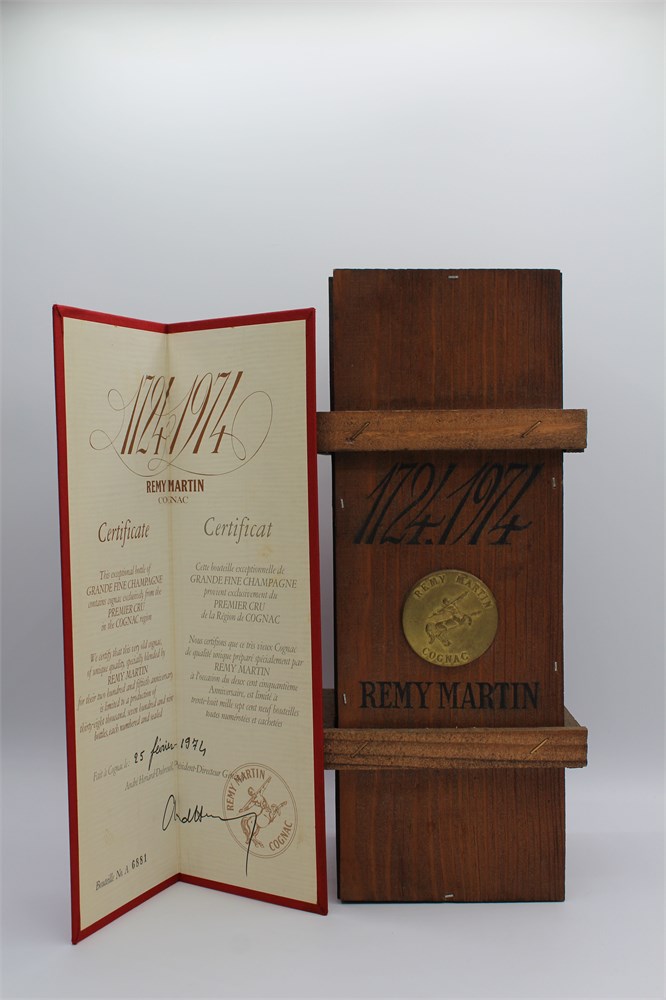 1724.1974
REMY MARTIN
COGNAC
Certificate
This exceptional bottle of
GRANDE FINE CHAMPAGNE
contains cognac exclusively from the
PREMIER CRU
in the COGNAC region
We certify that this very old cognac,
of unique quality, specially blended by
REMY MARTIN
for their two hundred and fiftieth anniversary,
is limited to a production of
thirty-eight thousand, seven hundred and nine
bottles, each numbered and sealed
Certificat
Cette bouteille exceptionnelle de
GRANDE FINE CHAMPAGNE
provient exclusivement du
PREMIER CRU
de la Région de COGNAC
Nous certifions que ce très vieux Cognac
de qualité unique préparé spécialement par
REMY MARTIN
à l'occasion du deux cent cinquantième
Anniversaire, est limité à
trente-huit mille sept cent neuf bouteilles
toutes numérotées et cachetées
Fait à Cognac le: 25 février 1974
André Heriard Dubreuil, Président-Directeur
REMY MARTIN
COGNAC
Bouteille No A 6881
1724.1974
REMY MARTIN
COGNAC
REMY MARTIN